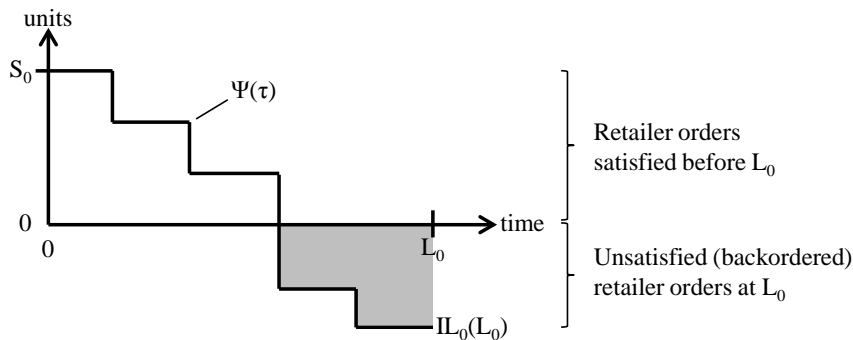 units
S₀
Ψ(τ)
Retailer orders
satisfied before L₀
0
time
0
L₀
Unsatisfied (backordered)
retailer orders at L₀
IL₀(L₀)